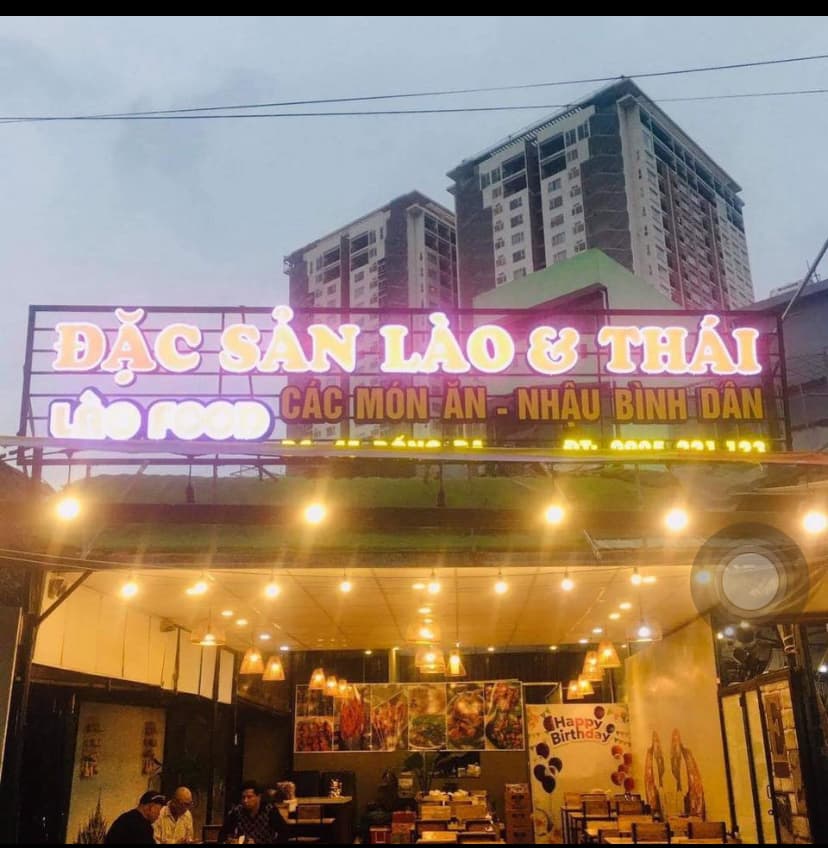 ĐẶC SẢN LÀO & THÁI
LÀO FOOD
CÁC MÓN ĂN - NHẬU BÌNH DÂN
Happy
Birthday